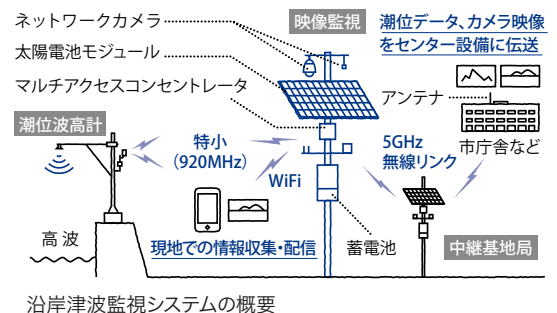 ネットワークカメラ
太陽電池モジュール
マルチアクセスコンセントレータ
映像監視
潮位データ、カメラ映像
をセンター設備に伝送
アンテナ
市庁舎など
潮位波高計
特小
（920MHz）
WiFi
5GHz
無線リンク
高 波
現地での情報収集・配信
蓄電池
中継基地局
沿岸津波監視システムの概要